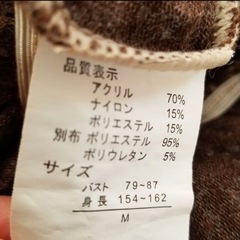 品質表示
アクリル 70%
ナイロン 15%
ポリエステル 15%
別布 ポリエステル 95%
ポリウレタン 5%
サイズ
バスト 79~87
身長 154~162
M